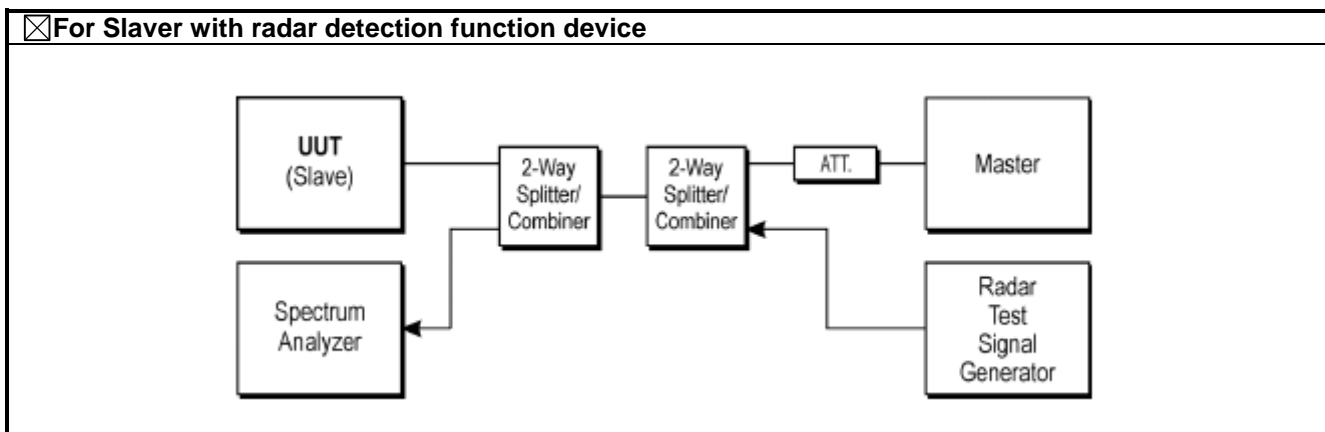 ☒For Slaver with radar detection function device
UUT
(Slave)
2-Way
Splitter/
Combiner
2-Way
Splitter/
Combiner
ATT.
Master
Spectrum
Analyzer
Radar
Test
Signal
Generator